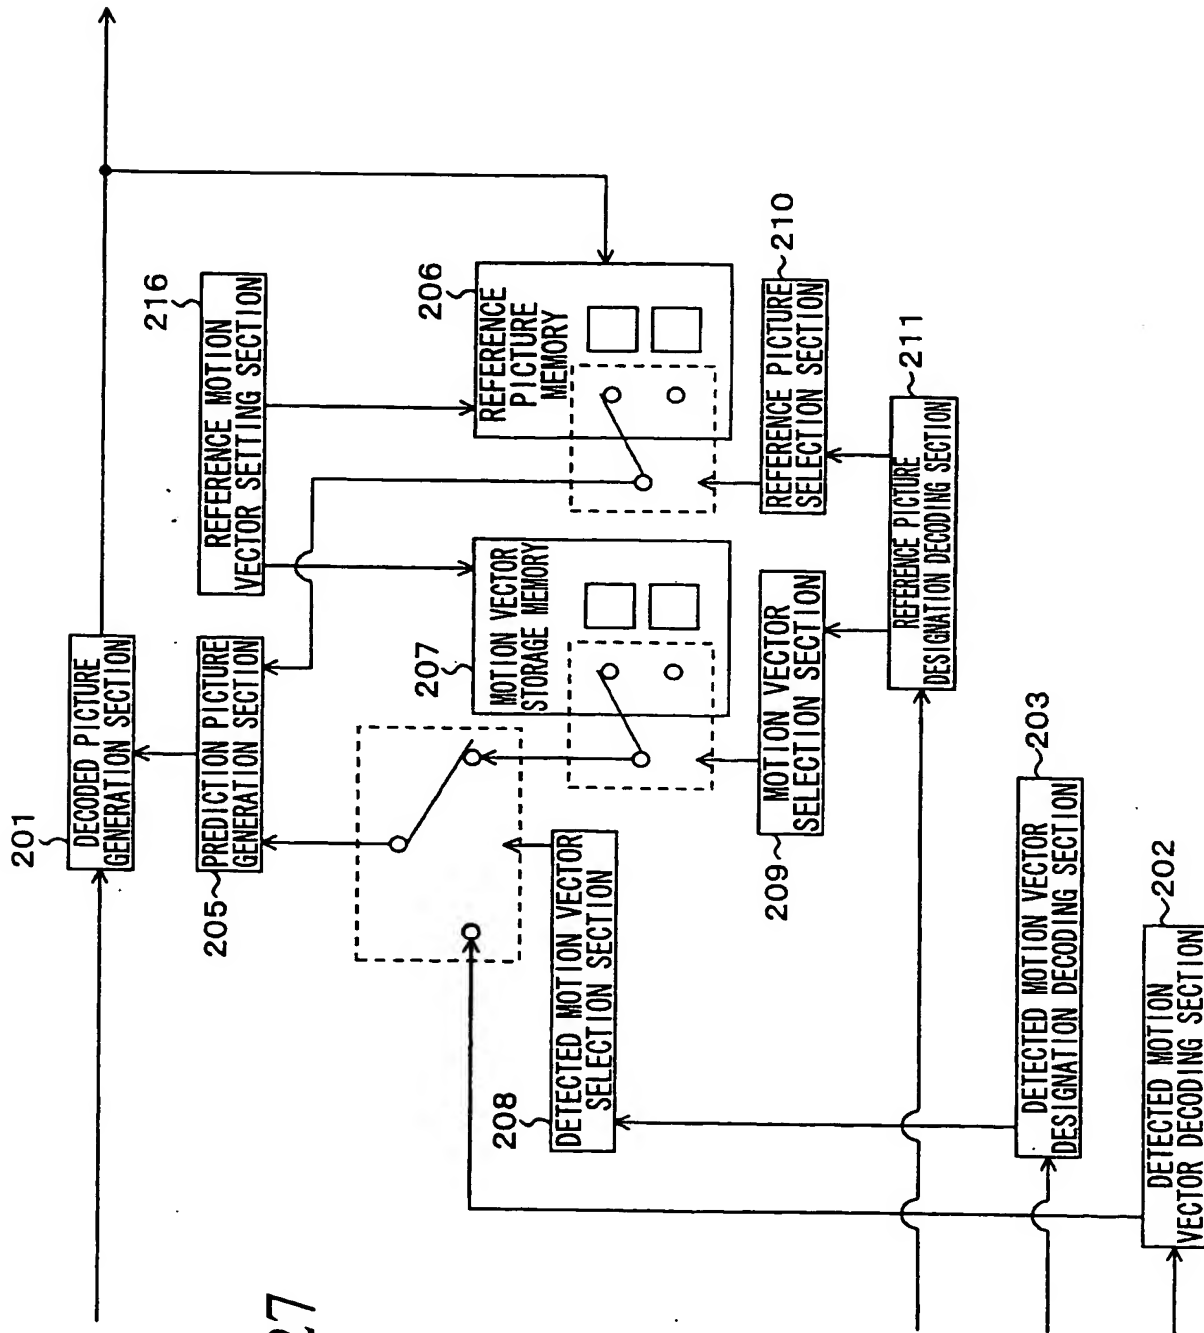 201
DECODED PICTURE
GENERATION SECTION
205
PREDICTION PICTURE
GENERATION SECTION
216
REFERENCE MOTION
VECTOR SETTING SECTION
206
REFERENCE
PICTURE
MEMORY
207
MOTION VECTOR
STORAGE MEMORY
208
DETECTED MOTION VECTOR
SELECTION SECTION
209
MOTION VECTOR
SELECTION SECTION
210
REFERENCE PICTURE
SELECTION SECTION
211
REFERENCE PICTURE
DESIGNATION DECODING SECTION
203
DETECTED MOTION VECTOR
DESIGNATION DECODING SECTION
202
DETECTED MOTION
VECTOR DECODING SECTION
27